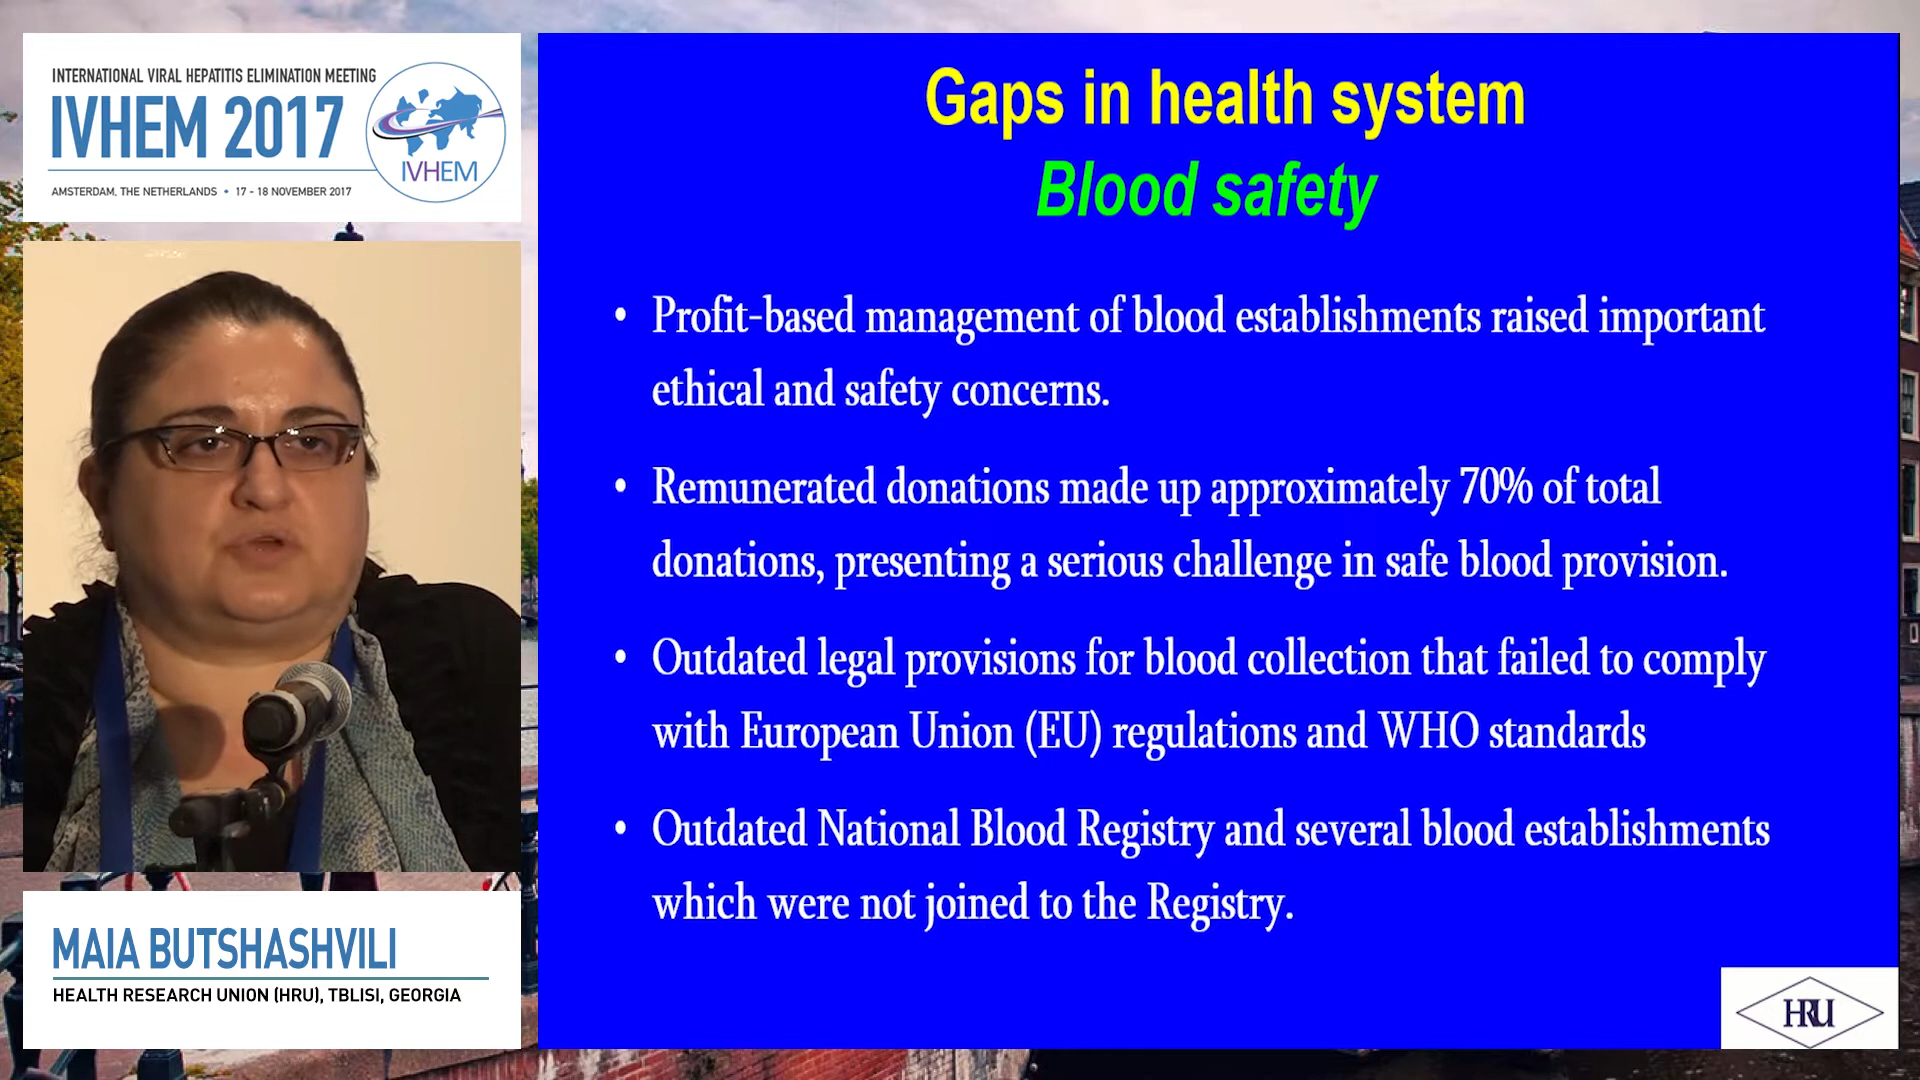 INTERNATIONAL VIRAL HEPATITIS ELIMINATION MEETING
IVHEM 2017
IVHEM
AMSTERDAM, THE NETHERLANDS • 17 - 18 NOVEMBER 2017
MAIA BUTSHASHVILI
HEALTH RESEARCH UNION (HRU), TBLISI, GEORGIA
Gaps in health system
Blood safety
• Profit-based management of blood establishments raised important
ethical and safety concerns.
• Remunerated donations made up approximately 70% of total
donations, presenting a serious challenge in safe blood provision.
• Outdated legal provisions for blood collection that failed to comply
with European Union (EU) regulations and WHO standards
• Outdated National Blood Registry and several blood establishments
which were not joined to the Registry.
HRU